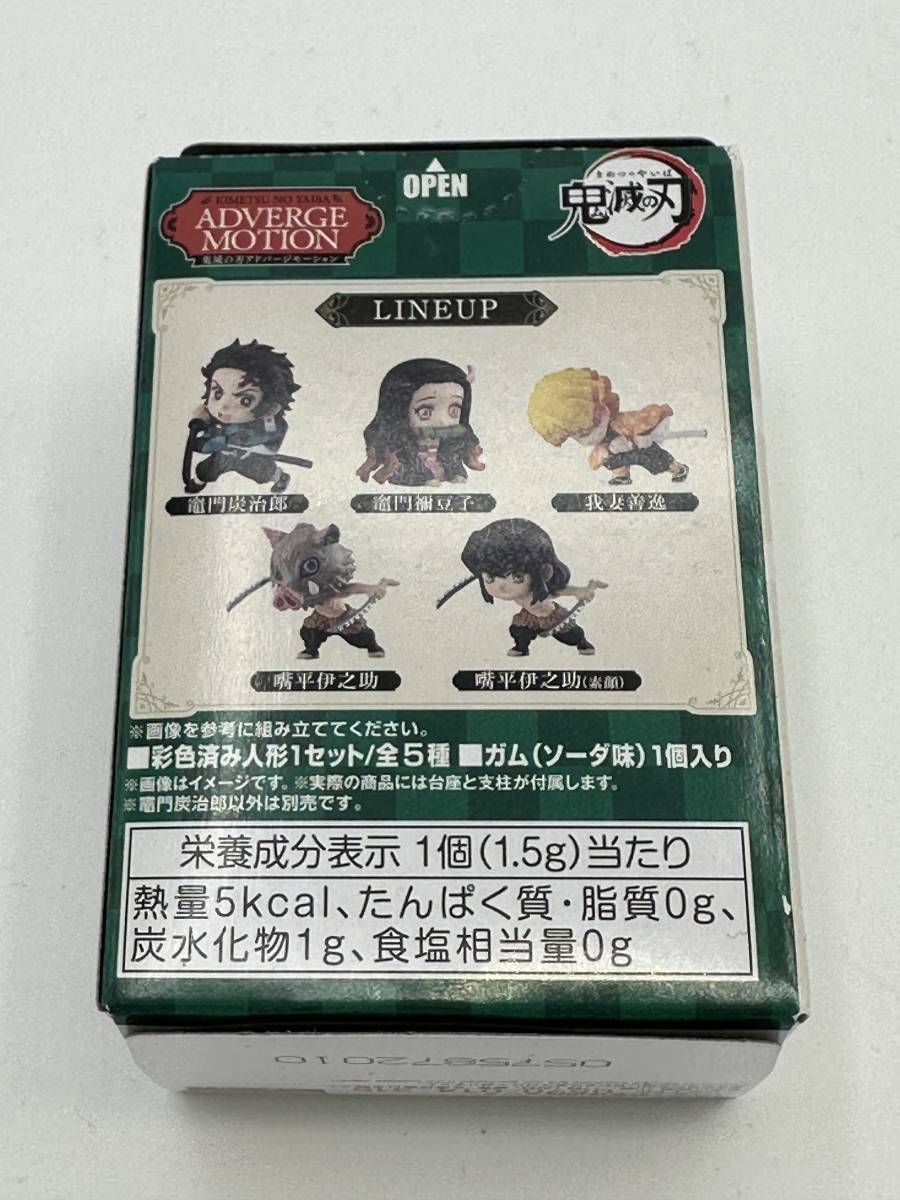 OPEN
KIMETSU NO YAIBA
ADVERGE
MOTION
鬼滅の刃アドバージモーション
きめつのやいば
鬼滅の刃
LINEUP
竈門炭治郎
竈門禰豆子
我妻善逸
嘴平伊之助
嘴平伊之助(素顔)
※画像を参考に組み立ててください。
■彩色済み人形1セット/全5種 ■ガム(ソーダ味)1個入り
※画像はイメージです。※実際の商品には台座と支柱が付属します。
※竈門炭治郎以外は別売です。
栄養成分表示 1個(1.5g)当たり
熱量5kcal、たんぱく質・脂質0g、
炭水化物1g、食塩相当量0g